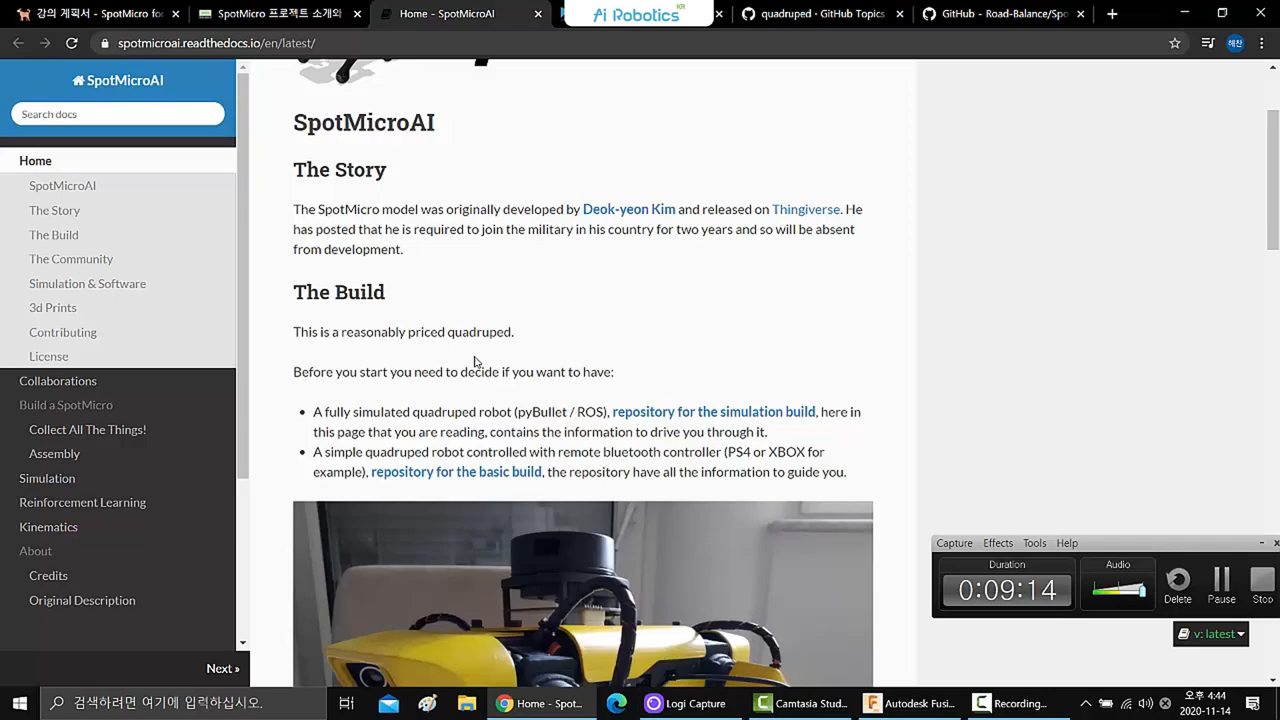 강의 계획서 - SpotMicro for
SpotMicro 프로젝트 소개와
Home - SpotMicroAI
Ai Robotics KR
quadruped · GitHub Topics
GitHub - Road-Balance/Spo
spotmicroai.readthedocs.io/en/latest/
해찬
SpotMicroAI
Search docs
Home
SpotMicroAI
The Story
The Build
The Community
Simulation & Software
3d Prints
Contributing
License
Collaborations
Build a SpotMicro
Collect All The Things!
Assembly
Simulation
Reinforcement Learning
Kinematics
About
Credits
Original Description
Next »
SpotMicroAI
The Story
The SpotMicro model was originally developed by Deok-yeon Kim and released on Thingiverse. He
has posted that he is required to join the military in his country for two years and so will be absent
from development.
The Build
This is a reasonably priced quadruped.
Before you start you need to decide if you want to have:
• A fully simulated quadruped robot (pyBullet / ROS), repository for the simulation build, here in
this page that you are reading, contains the information to drive you through it.
• A simple quadruped robot controlled with remote bluetooth controller (PS4 or XBOX for
example), repository for the basic build, the repository have all the information to guide you.
Capture Effects Tools Help
Duration
0:09:14
Audio
Delete
Pause
Stop
v: latest
검색하려면 여기에 입력하십시오.
Home - Spot...
Logi Capture
Camtasia Stud...
Autodesk Fusi...
Recording...
오후 4:44
2020-11-14